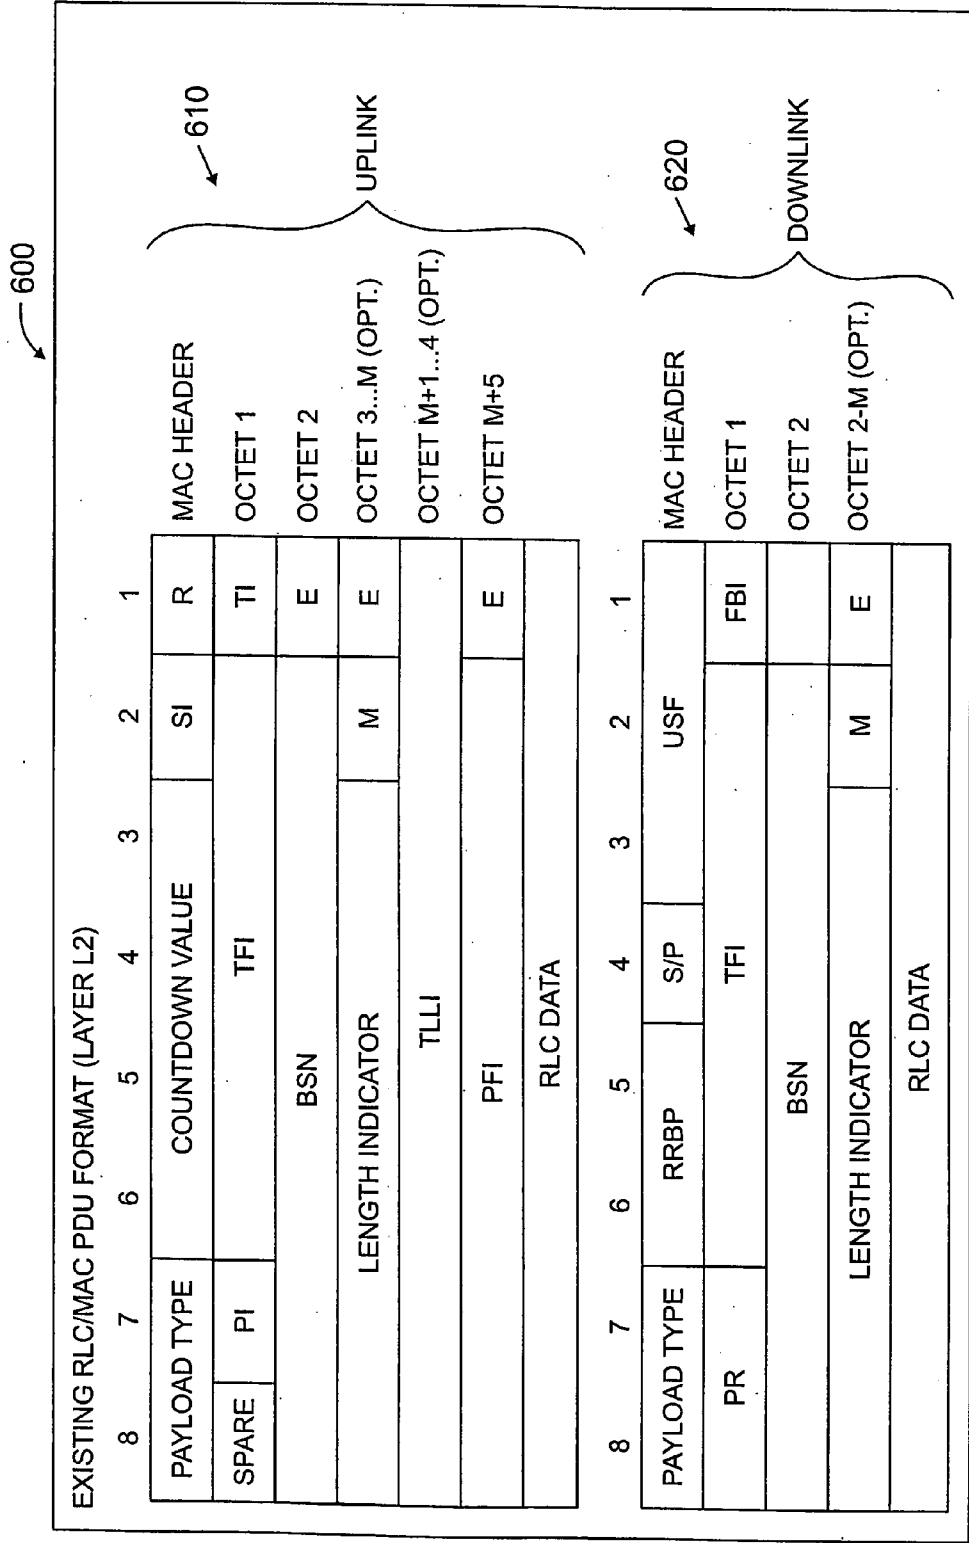 600
EXISTING RLC/MAC PDU FORMAT (LAYER L2)
610
8 7 6 5 4 3 2 1
PAYLOAD TYPE COUNTDOWN VALUE SI R MAC HEADER
SPARE PI TFI TI OCTET 1
BSN E OCTET 2
LENGTH INDICATOR M E OCTET 3...M (OPT.)
UPLINK
TLLI OCTET M+1...4 (OPT.)
PFI E OCTET M+5
RLC DATA
620
8 7 6 5 4 3 2 1
PAYLOAD TYPE RRBP S/P USF MAC HEADER
PR TFI FBI OCTET 1
BSN OCTET 2
DOWNLINK
LENGTH INDICATOR M E OCTET 2-M (OPT.)
RLC DATA